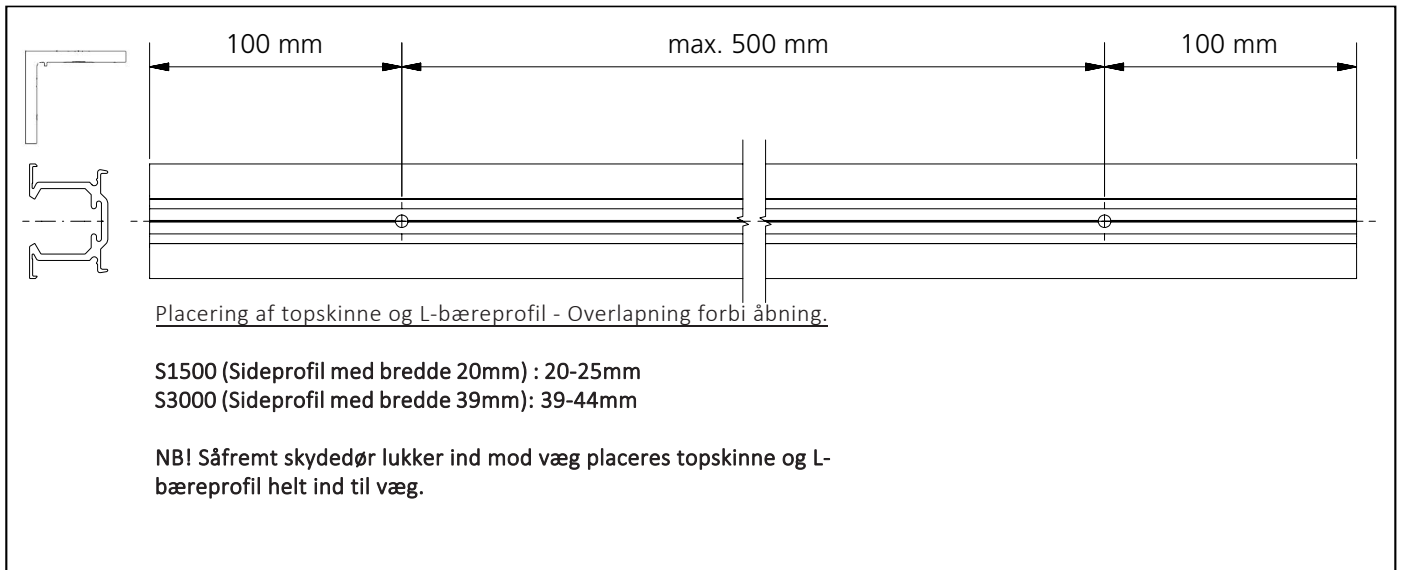 100 mm
max. 500 mm
100 mm
Placering af topskinne og L-bæreprofil - Overlapning forbi åbning.
S1500 (Sideprofil med bredde 20mm) : 20-25mm
S3000 (Sideprofil med bredde 39mm): 39-44mm
NB! Såfremt skydedør lukker ind mod væg placeres topskinne og L-
bæreprofil helt ind til væg.